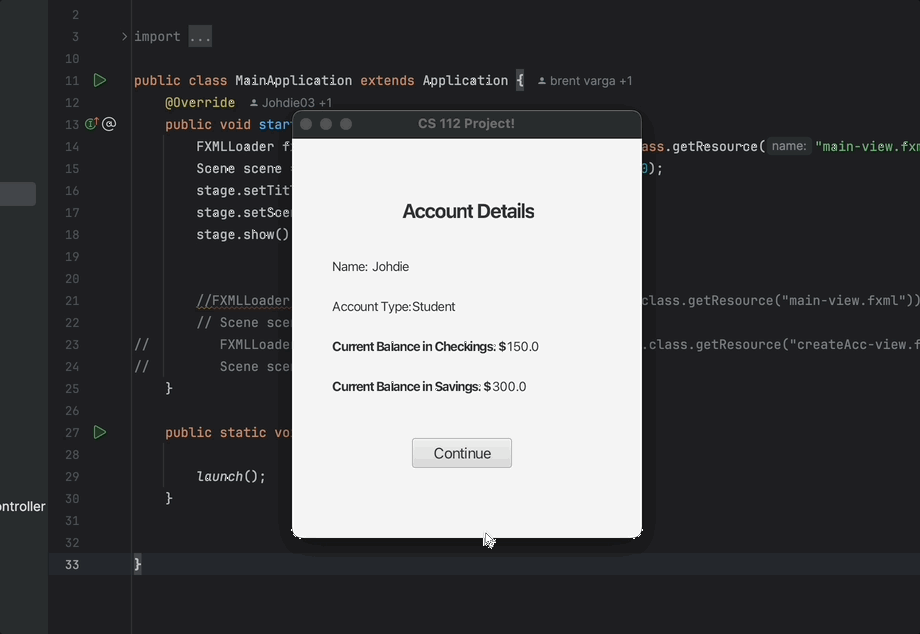 2
3 import ...
10
11 public class MainApplication extends Application { brent varga +1
12 @Override Johdie03 +1
13 public void star
14 FXMLLoader f ass.getResource( name: "main-view.fxm
15 Scene scene 0);
16 stage.setTit
17 stage.setSce
18 stage.show()
19
20
21 //FXMLLoader class.getResource("main-view.fxml"))
22 // Scene sce
23 // FXMLLoade .class.getResource("createAcc-view.f
24 // Scene sce
25 }
26
27 public static vo
28
29 launch();
30 }
31
32
33 }
ontroller
CS 112 Project!
Account Details
Name: Johdie
Account Type:Student
Current Balance in Checkings: $150.0
Current Balance in Savings: $300.0
Continue